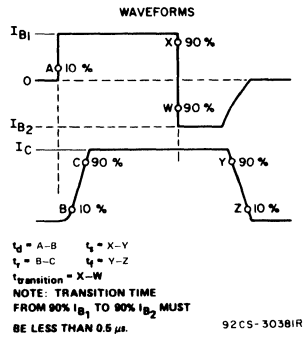 WAVEFORMS
IB1
X 90 %
A 10 %
0
W 90 %
IB2
IC
C 90 %
Y 90 %
B 10 %
Z 10 %
td = A–B ts = X–Y
tr = B–C tf = Y–Z
ttransition = X–W
NOTE: TRANSITION TIME
FROM 90% IB1 TO 90% IB2 MUST
BE LESS THAN 0.5 μs.
92CS-30381R